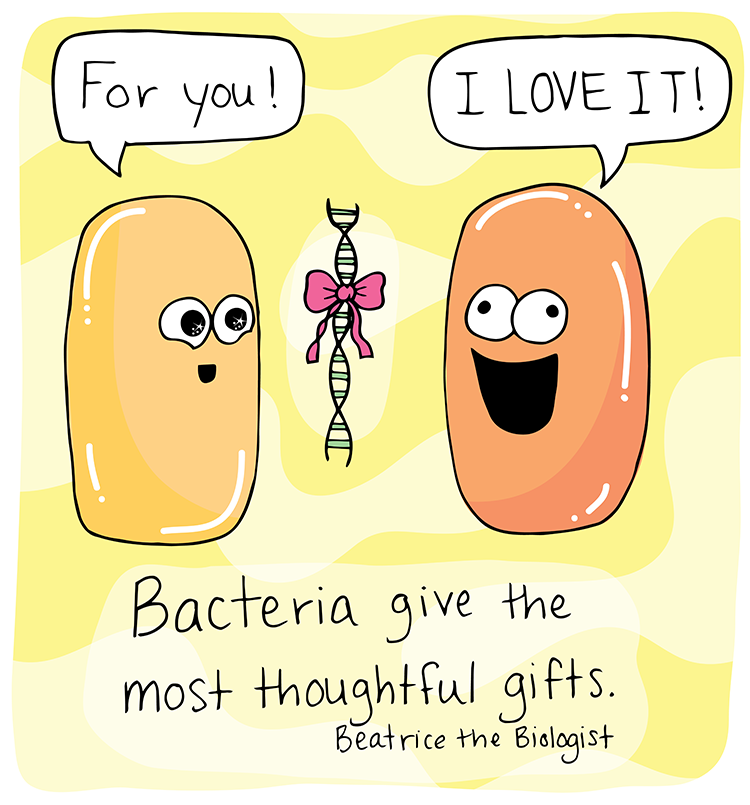 For you!
I LOVE IT!
Bacteria give the
most thoughtful gifts.
Beatrice the Biologist